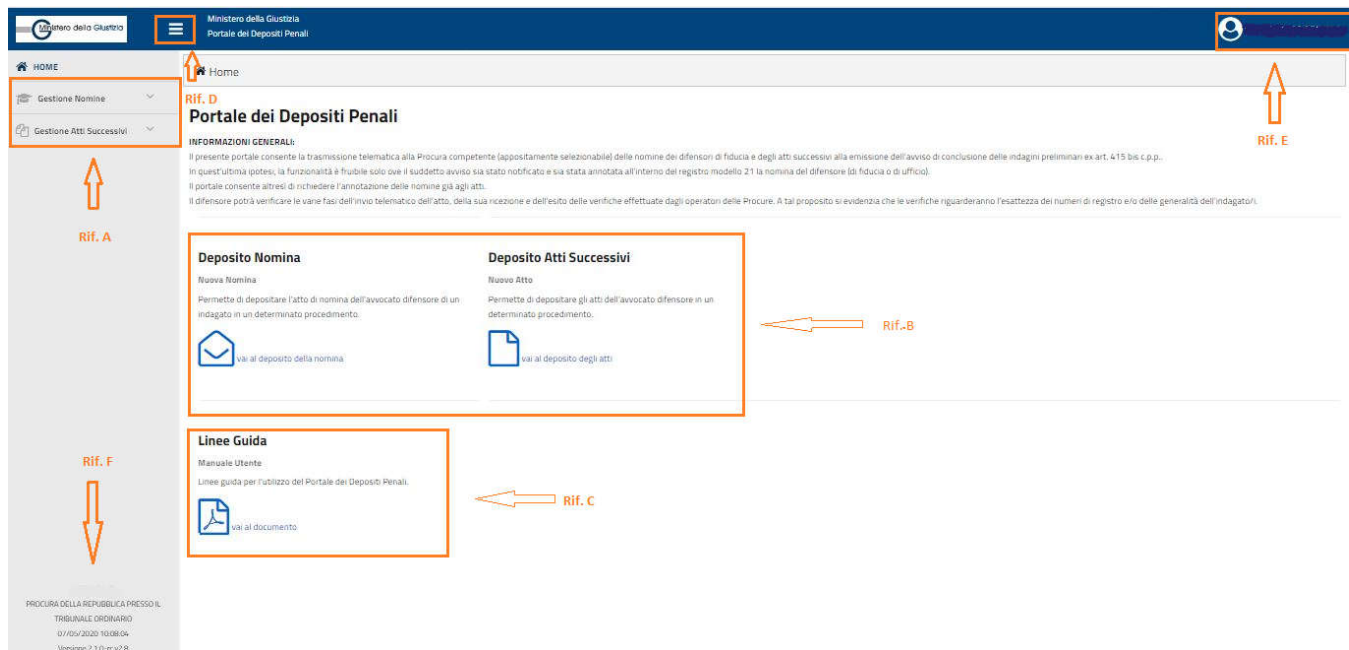 Ministero della Giustizia
Ministero della Giustizia
Portale dei Depositi Penali
HOME
Home
Gestione Nomine
Gestione Atti Successivi
Rif. D
Rif. E
Rif. A
Portale dei Depositi Penali
INFORMAZIONI GENERALI:
Il presente portale consente la trasmissione telematica alla Procura competente (appositamente selezionabile) delle nomine dei difensori di fiducia e degli atti successivi alla emissione dell'avviso di conclusione delle indagini preliminari ex art. 415 bis c.p.p..
In quest'ultima ipotesi, la funzionalità è fruibile solo ove il suddetto avviso sia stato notificato e sia stata annotata all'interno del registro modello 21 la nomina del difensore (di fiducia o di ufficio).
Il portale consente altresì di richiedere l'annotazione delle nomine già agli atti.
Il difensore potrà verificare le varie fasi dell'invio telematico dell'atto, della sua ricezione e dell'esito delle verifiche effettuate dagli operatori delle Procure. A tal proposito si evidenzia che le verifiche riguarderanno l'esattezza dei numeri di registro e/o delle generalità dell'indagato/i.
Deposito Nomina
Nuova Nomina
Permette di depositare l'atto di nomina dell'avvocato difensore di un
indagato in un determinato procedimento.
vai al deposito della nomina
Deposito Atti Successivi
Nuovo Atto
Permette di depositare gli atti dell'avvocato difensore in un
determinato procedimento.
vai al deposito degli atti
Rif.-B
Linee Guida
Manuale Utente
Linee guida per l'utilizzo del Portale dei Depositi Penali.
vai al documento
Rif. C
Rif. F
PROCURA DELLA REPUBBLICA PRESSO IL
TRIBUNALE ORDINARIO
07/05/2020 10:08:04
Versione 2.1.0-er v2.8